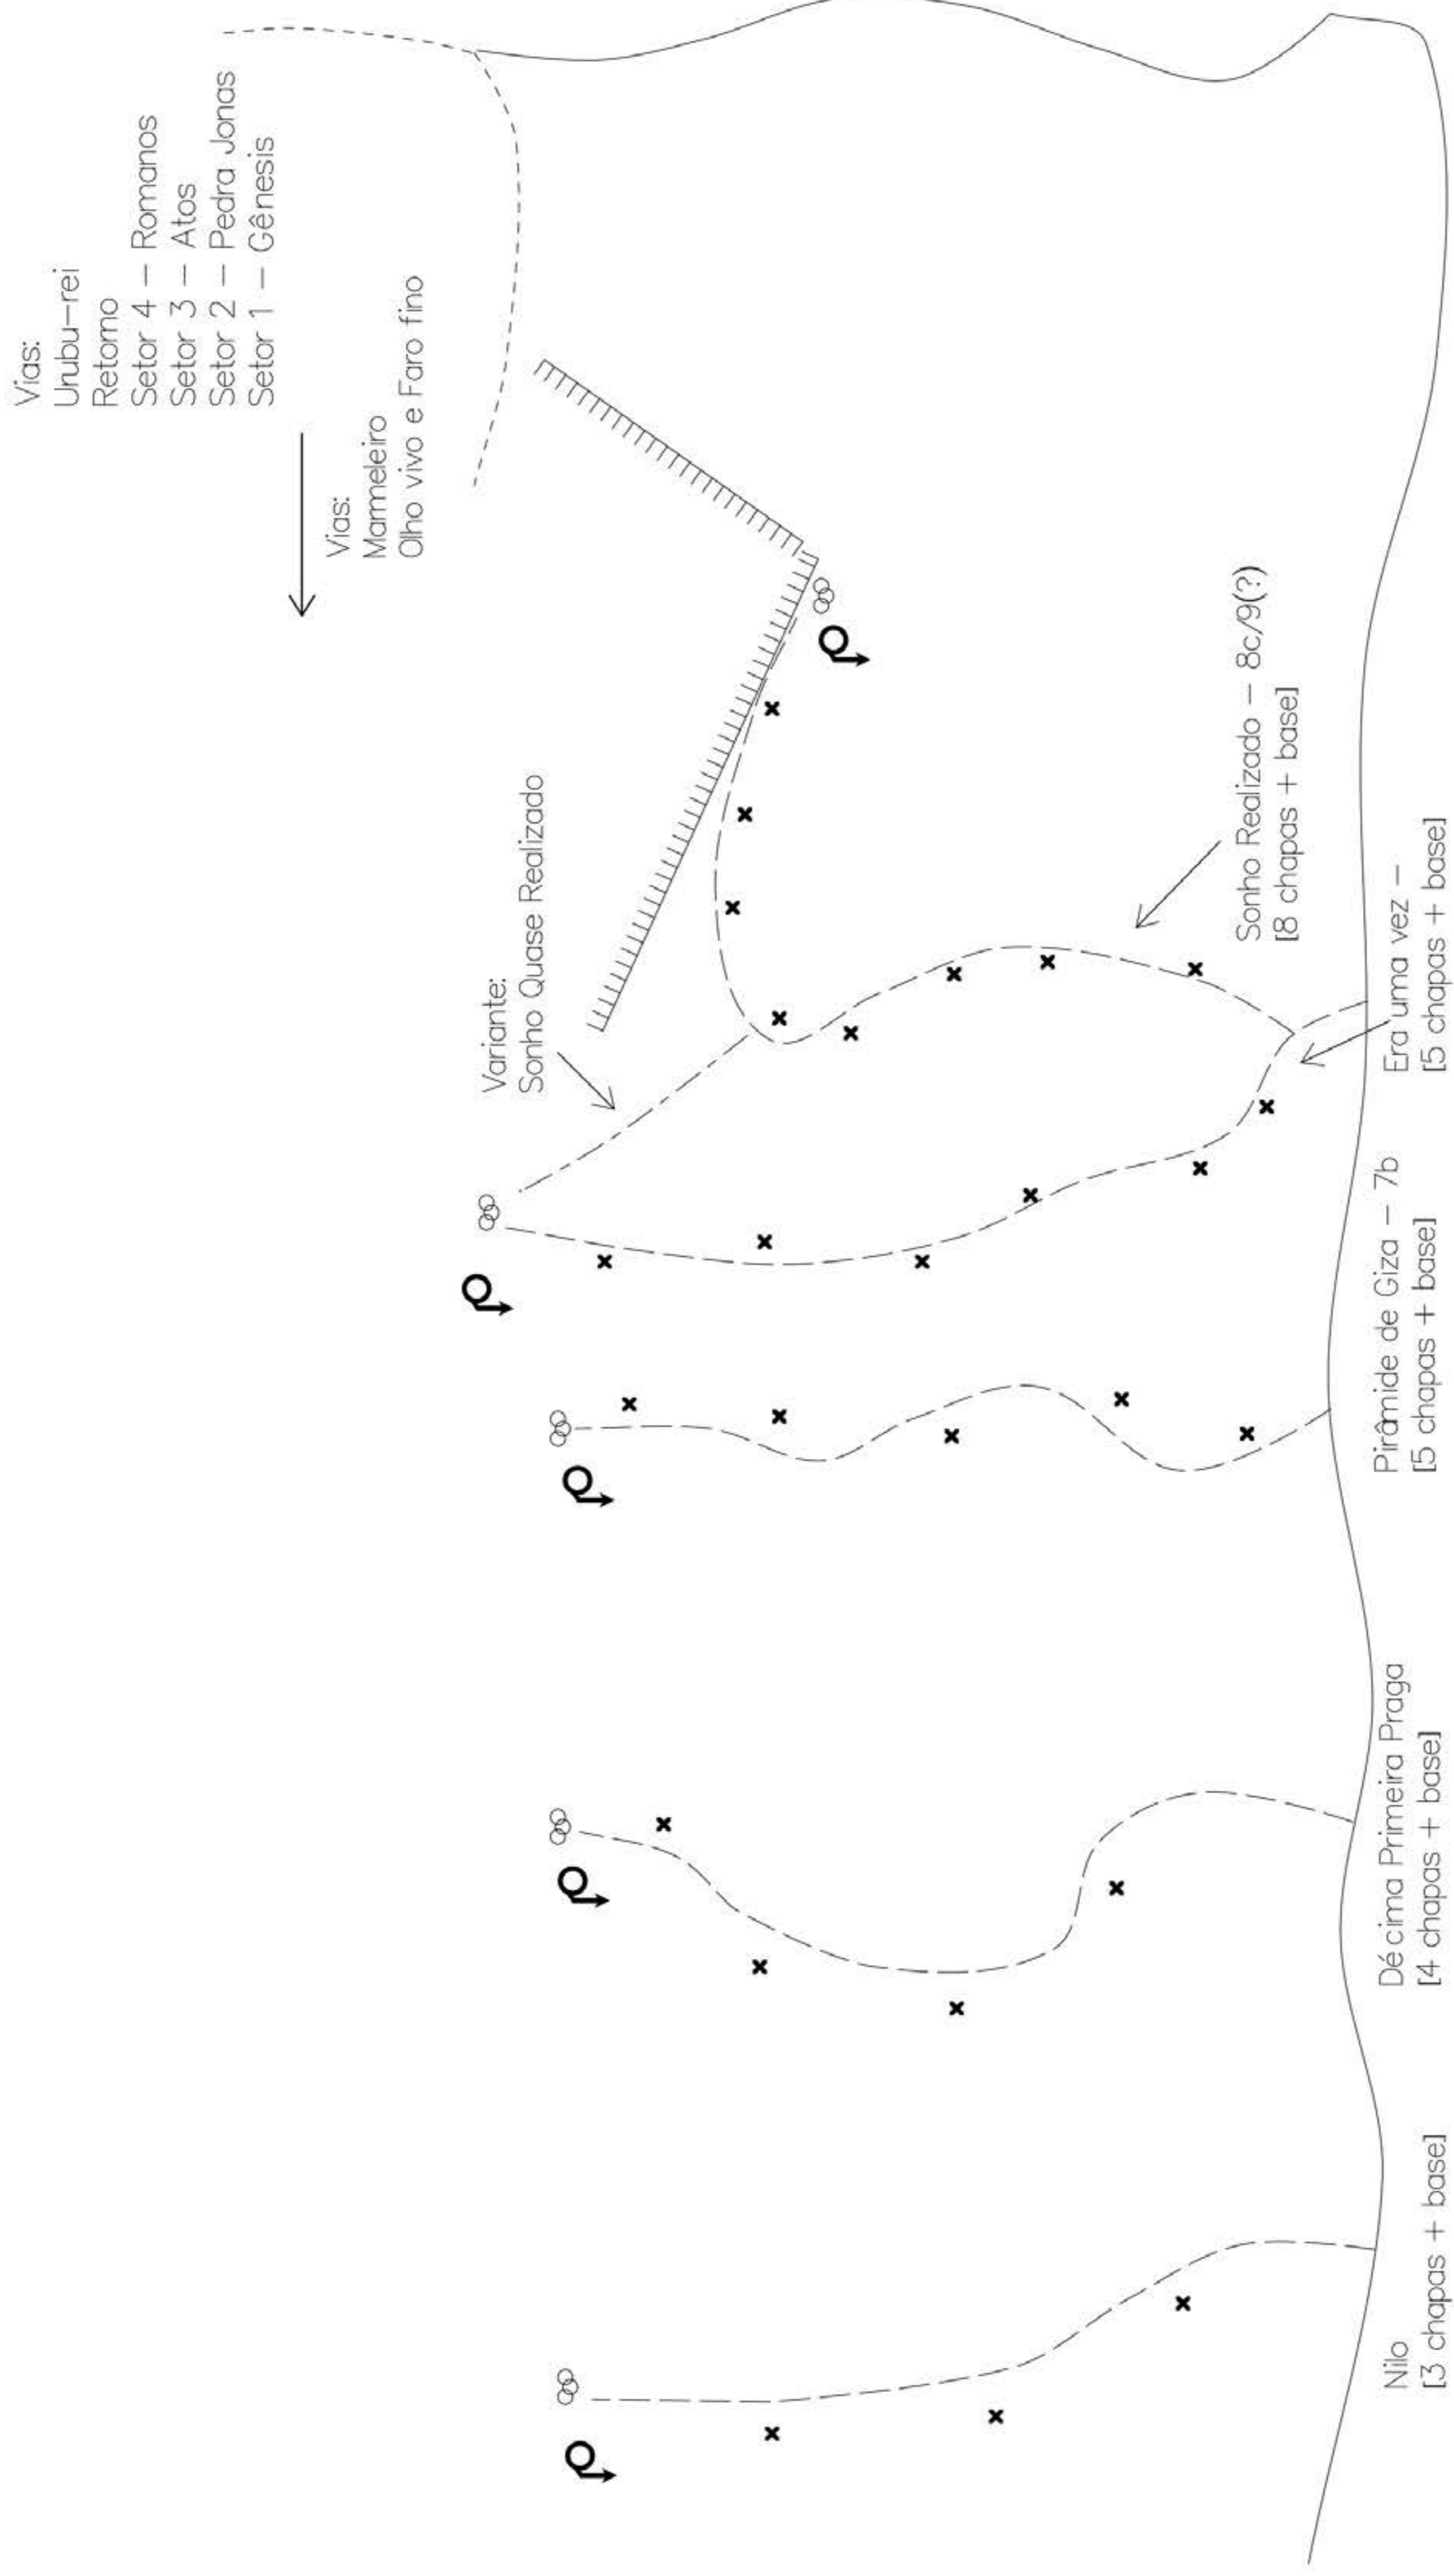 Vias:
Urubu-rei
Retorno
Setor 4 — Romanos
Setor 3 — Atos
Setor 2 — Pedra Jonas
Setor 1 — Gênesis
Vias:
Marmeleiro
Olho vivo e Faro fino
Variante:
Sonho Quase Realizado
Sonho Realizado — 8c/9(?)
[8 chapas + base]
Nilo
[3 chapas + base]
Décima Primeira Praga
[4 chapas + base]
Pirâmide de Giza — 7b
[5 chapas + base]
Era uma vez —
[5 chapas + base]